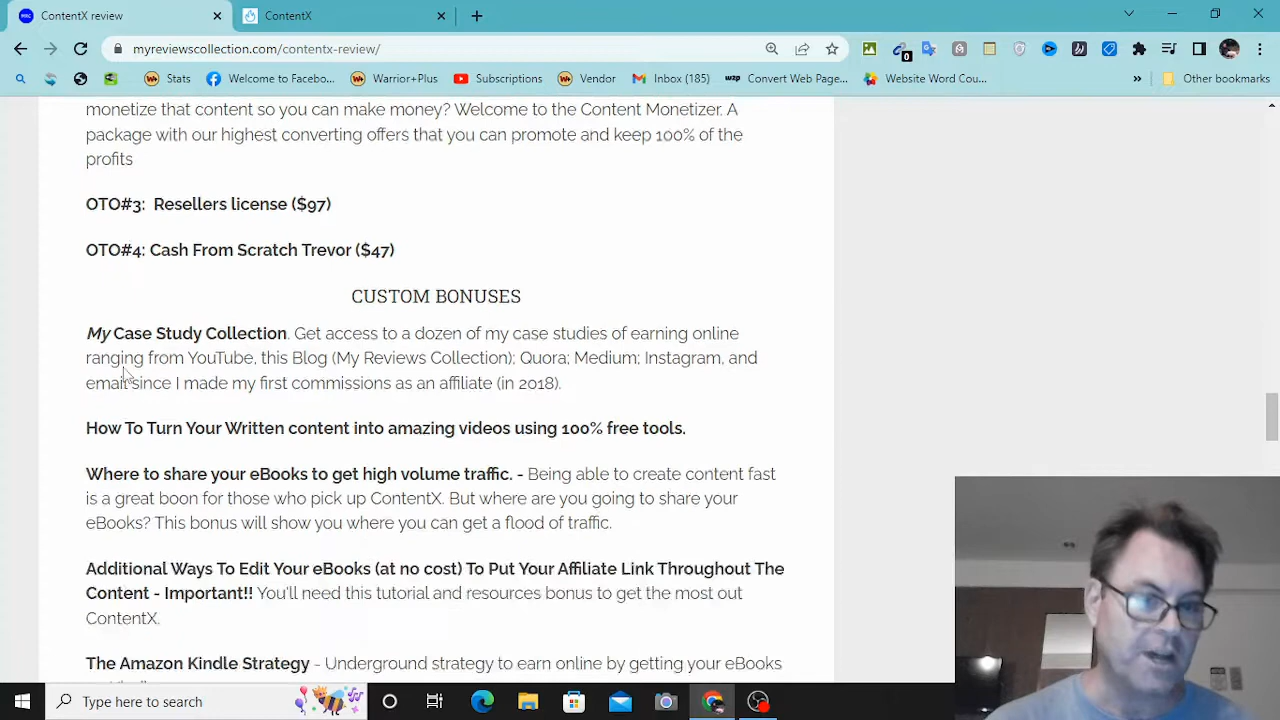 ContentX review
ContentX
myreviewscollection.com/contentx-review/
0
Stats
Welcome to Facebo...
Warrior+Plus
Subscriptions
Vendor
Inbox (185)
Convert Web Page...
Website Word Cou...
Other bookmarks
monetize that content so you can make money? Welcome to the Content Monetizer. A
package with our highest converting offers that you can promote and keep 100% of the
profits
OTO#3: Resellers license ($97)
OTO#4: Cash From Scratch Trevor ($47)
CUSTOM BONUSES
My Case Study Collection. Get access to a dozen of my case studies of earning online
ranging from YouTube, this Blog (My Reviews Collection); Quora; Medium; Instagram, and
email since I made my first commissions as an affiliate (in 2018).
How To Turn Your Written content into amazing videos using 100% free tools.
Where to share your eBooks to get high volume traffic. - Being able to create content fast
is a great boon for those who pick up ContentX. But where are you going to share your
eBooks? This bonus will show you where you can get a flood of traffic.
Additional Ways To Edit Your eBooks (at no cost) To Put Your Affiliate Link Throughout The
Content - Important!! You'll need this tutorial and resources bonus to get the most out
ContentX.
The Amazon Kindle Strategy - Underground strategy to earn online by getting your eBooks
Type here to search